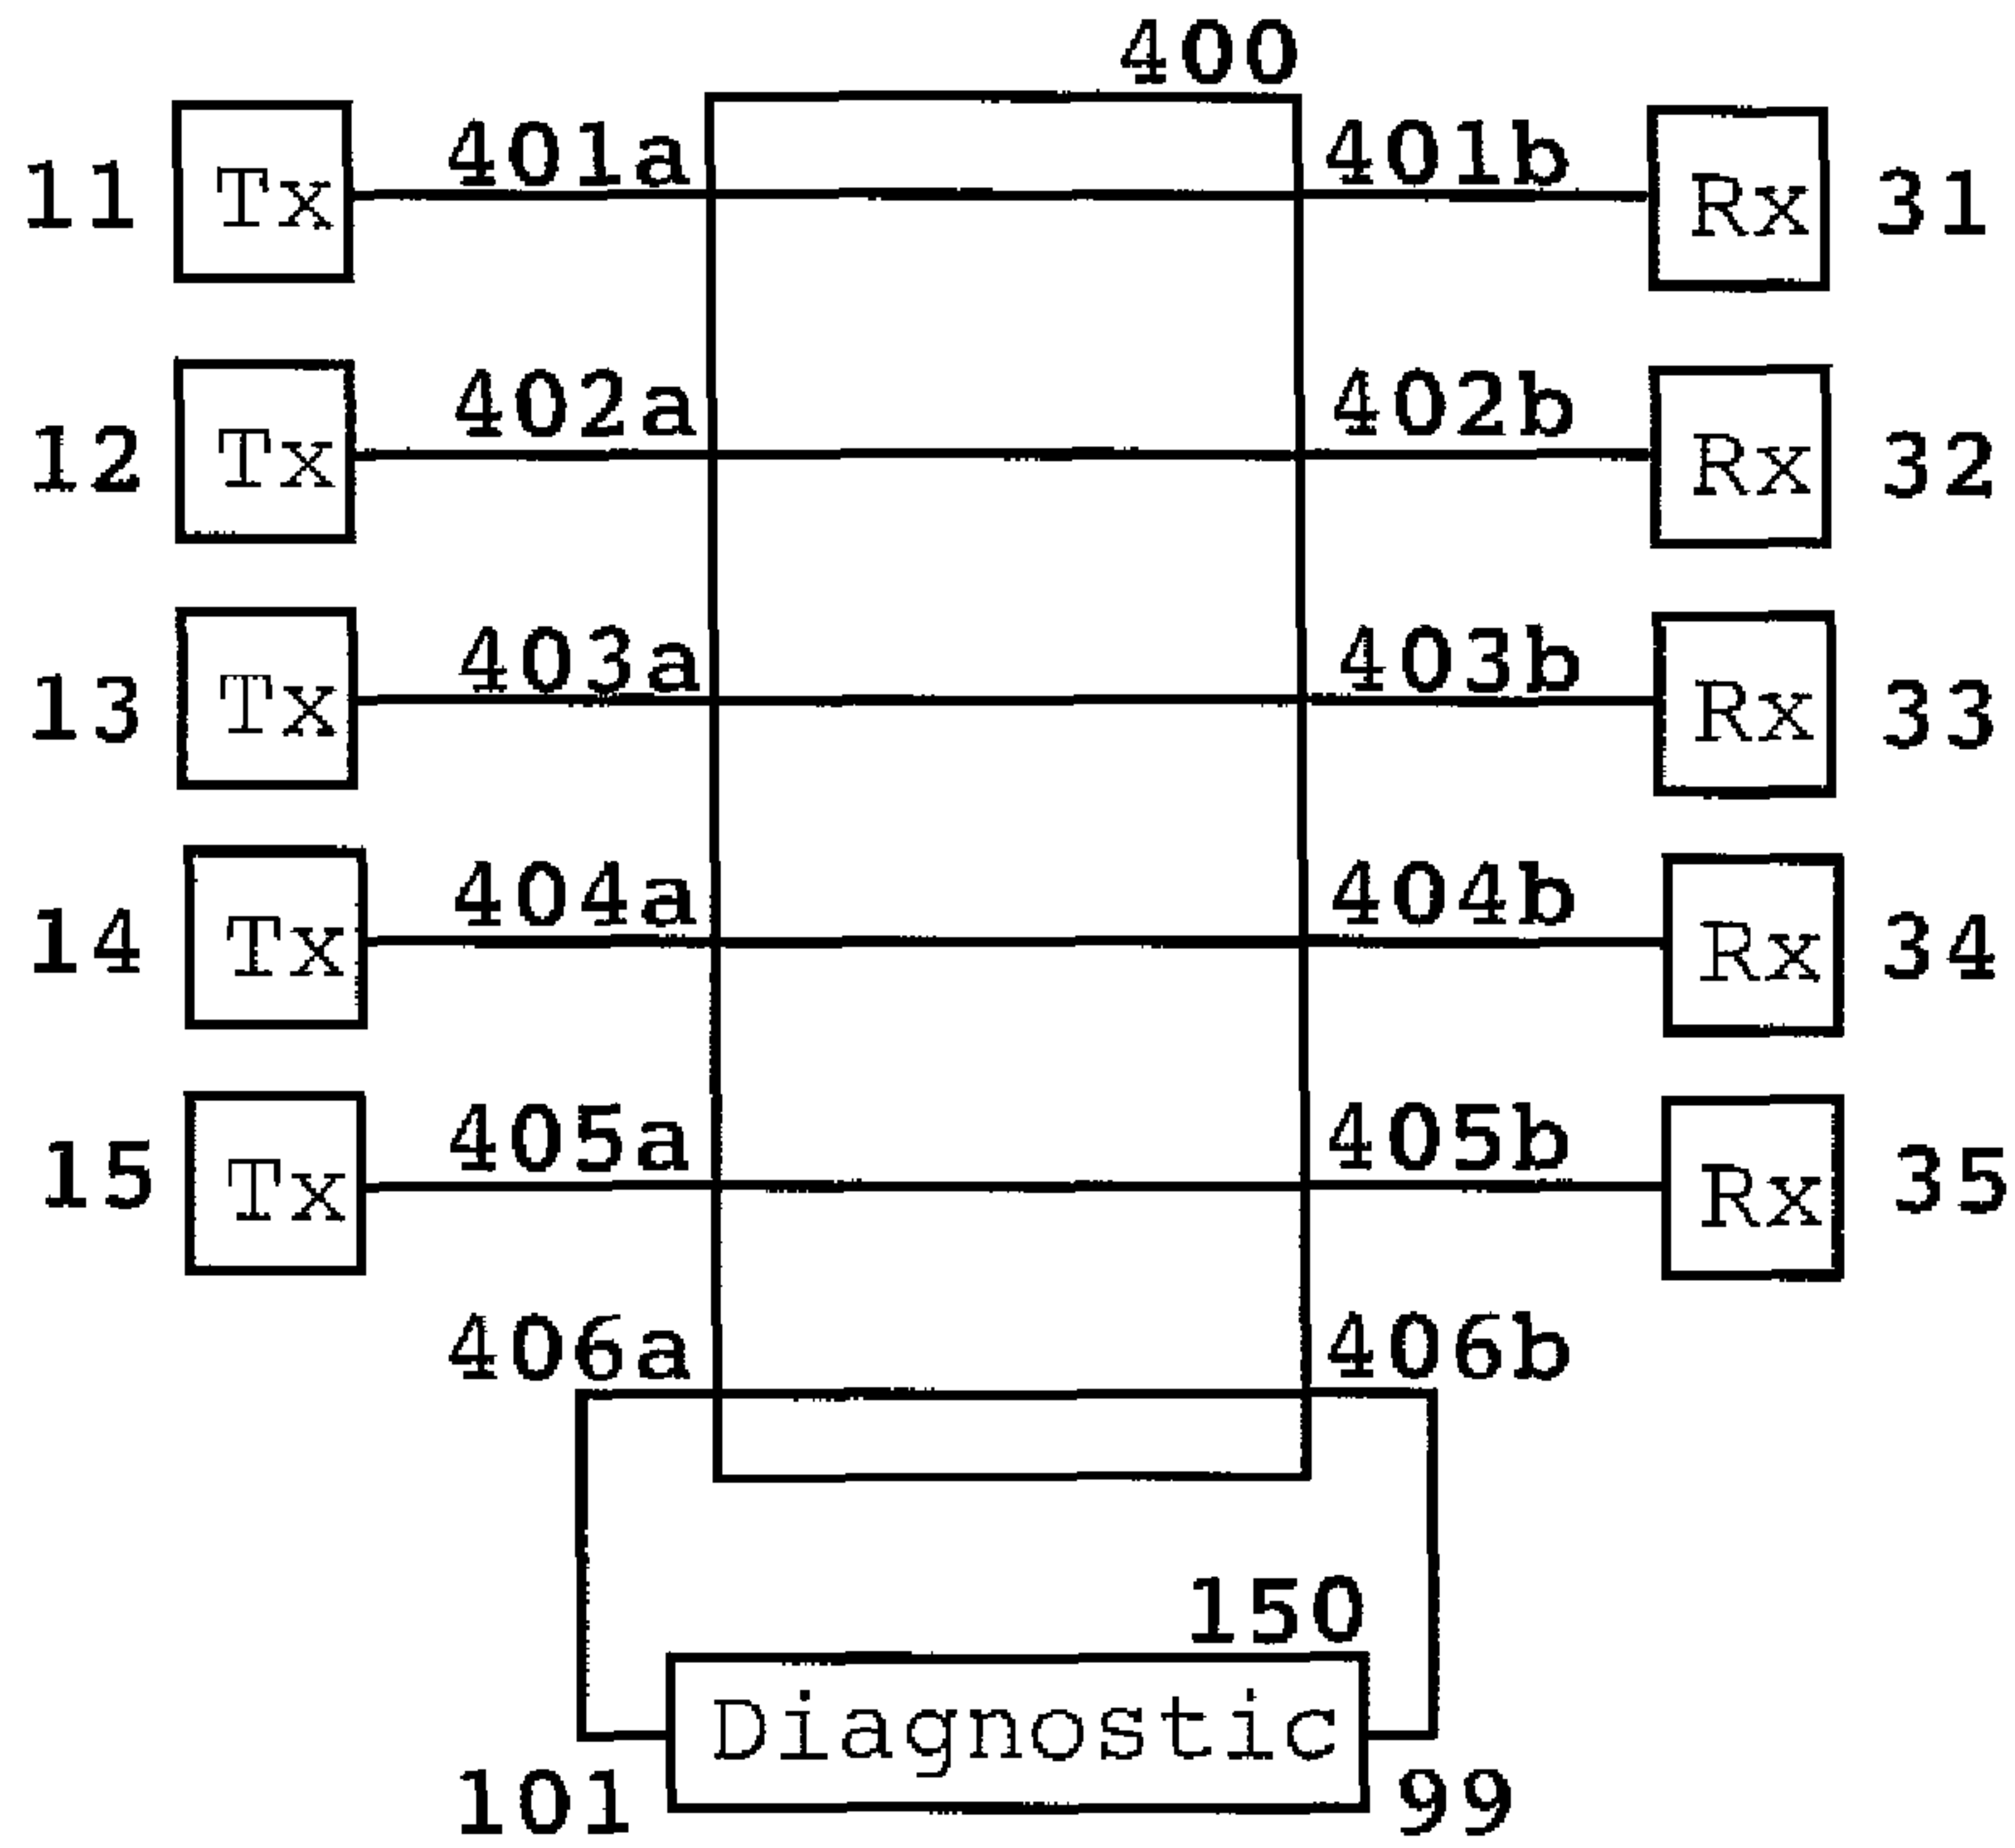 400
11 Tx 401a 401b Rx 31
12 Tx 402a 402b Rx 32
13 Tx 403a 403b Rx 33
14 Tx 404a 404b Rx 34
15 Tx 405a 405b Rx 35
406a 406b
150
Diagnostic
101 99